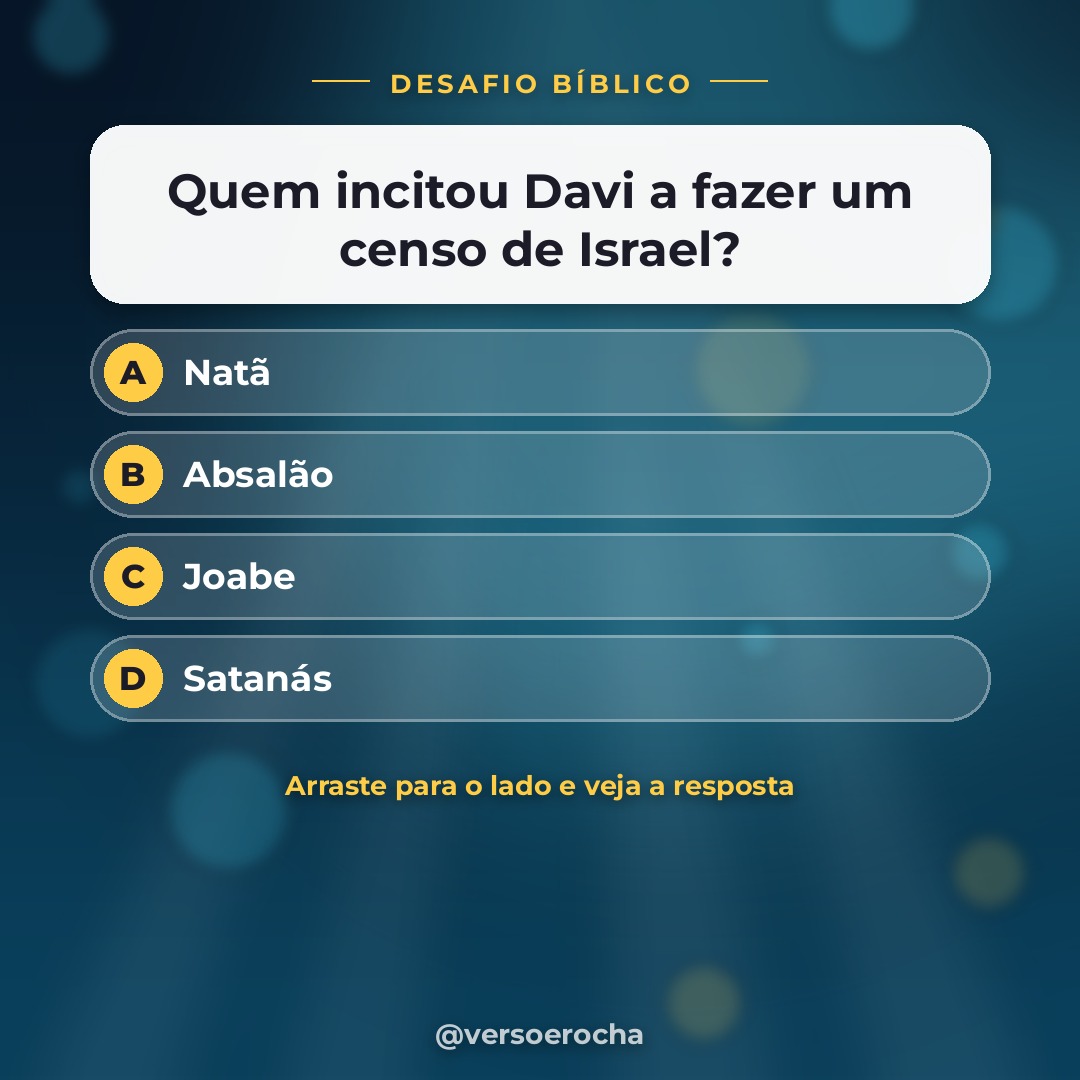 DESAFIO BÍBLICO
Quem incitou Davi a fazer um
censo de Israel?
A Natã
B Absalão
C Joabe
D Satanás
Arraste para o lado e veja a resposta
@versoerocha